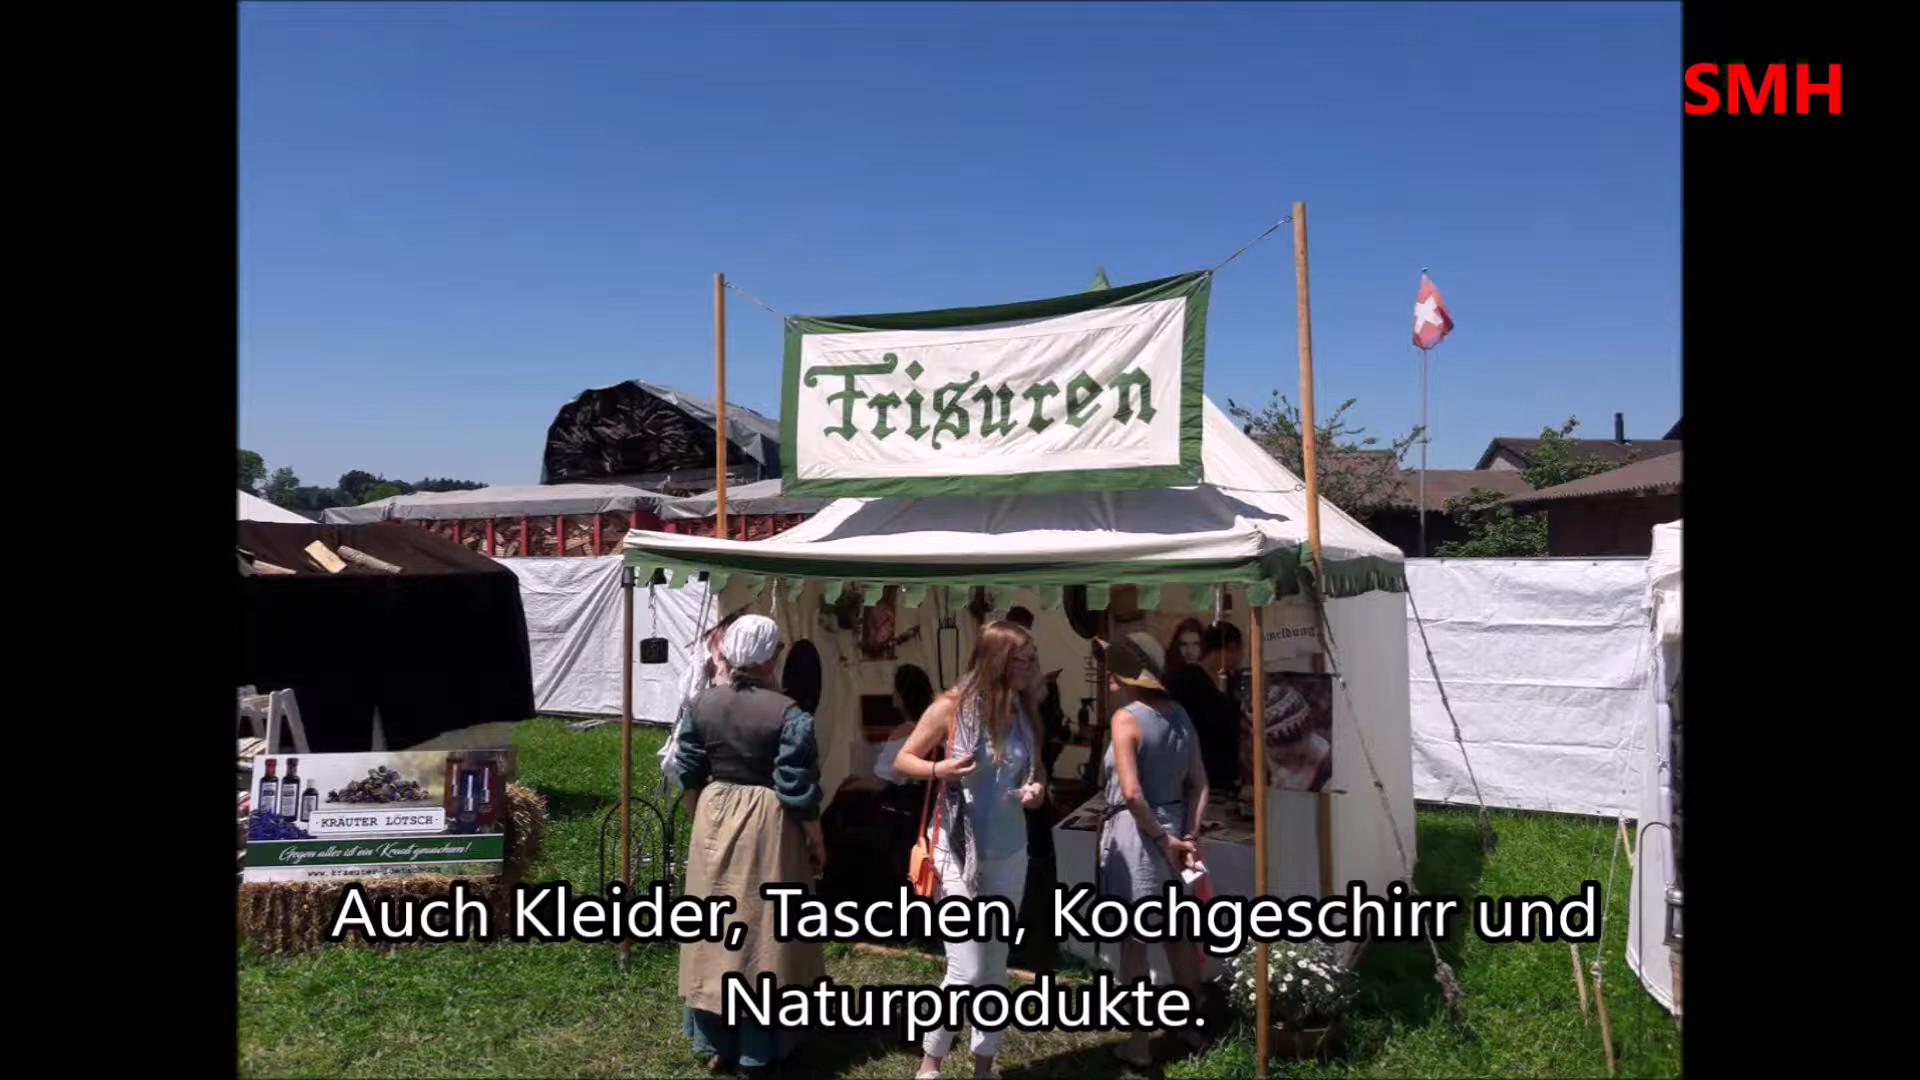 SMH
Frisuren
KRÄUTER LÖTSCH
Gegen alles ist ein Kraut gewachsen!
Auch Kleider, Taschen, Kochgeschirr und
Naturprodukte.